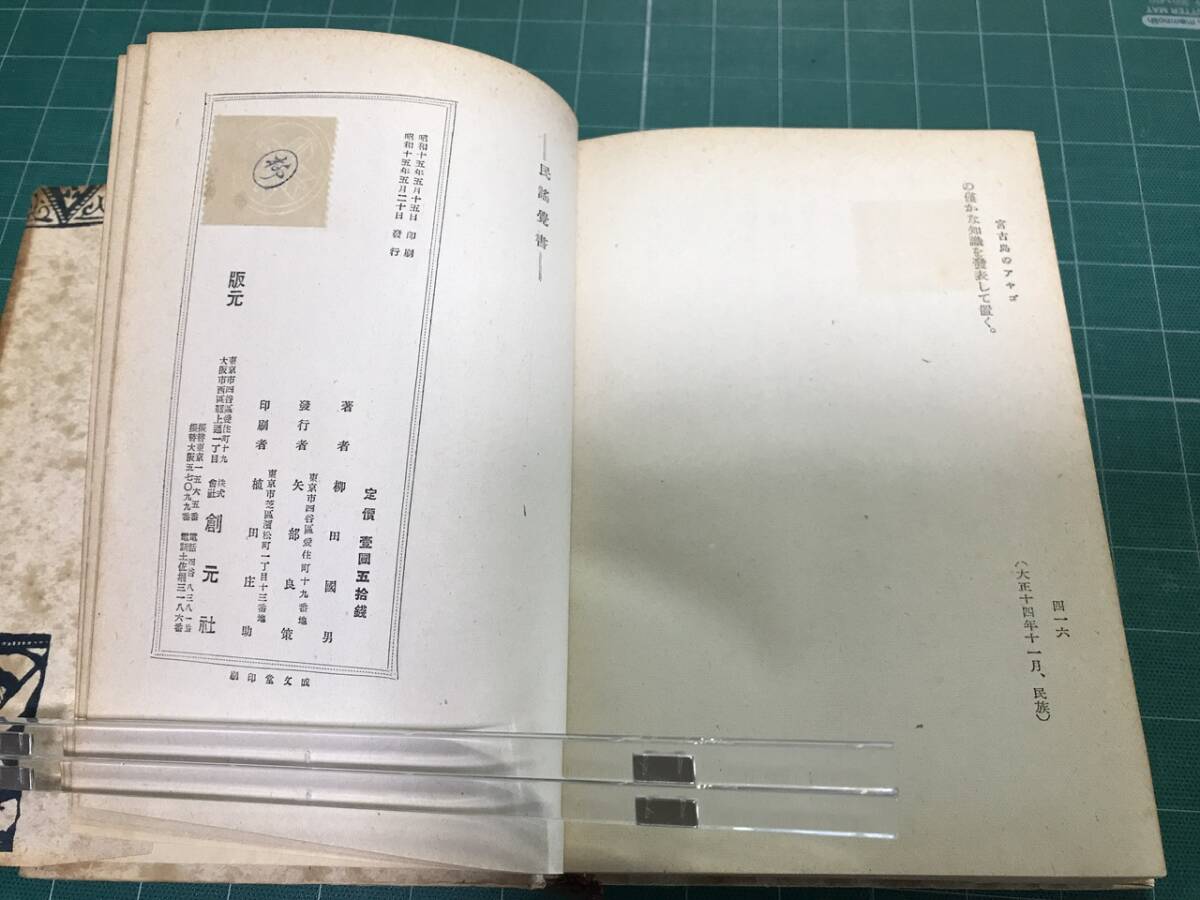 宮古島のアヤゴ
四一六
の僅かな知識を發表して置く。
(大正十四年十一月、民族)
―民謠覺書―
昭和十五年五月十五日 印刷
昭和十五年五月二十日 發行
定價 壹圓五拾錢
著者 柳田國男
東京市四谷區愛住町十九番地
發行者 矢部良策
東京市芝區濱松町一丁目十三番地
印刷者 植田庄助
版元
東京市四谷區愛住町十九
大阪市西區靱上通一丁目
株式會社 創元社
振替東京一五六五番 電話四谷八三八一番
振替大阪五七〇九九番 電話土佐堀三一八六番
成文堂印刷